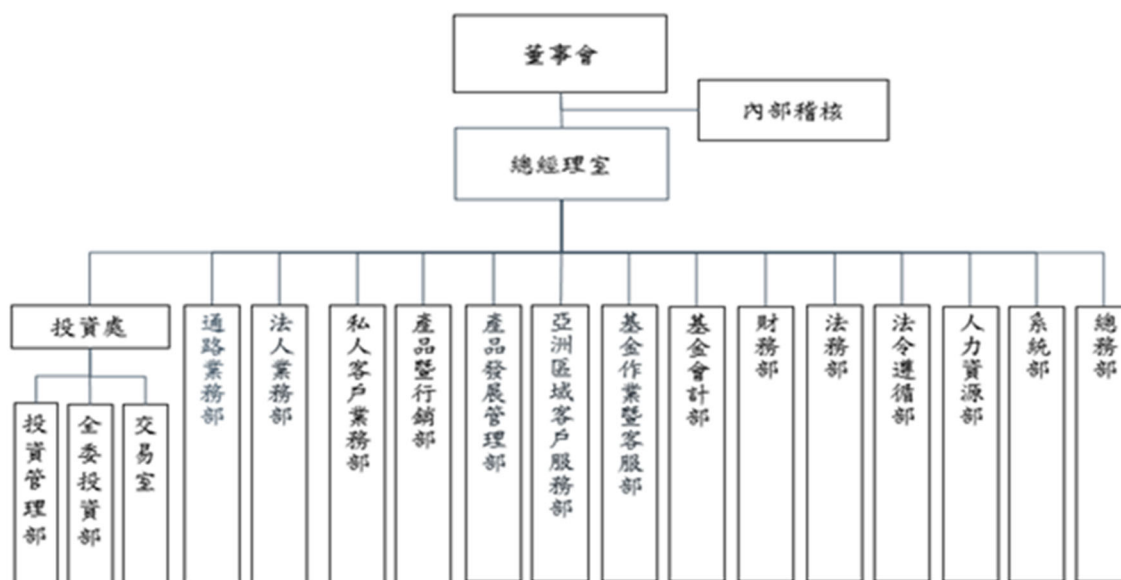 董事會
內部稽核
總經理室
投資處
投資管理部
全委投資部
交易室
通路業務部
法人業務部
私人客戶業務部
產品暨行銷部
產品發展管理部
亞洲區域客戶服務部
基金作業暨客服部
基金會計部
財務部
法務部
法令遵循部
人力資源部
系統部
總務部